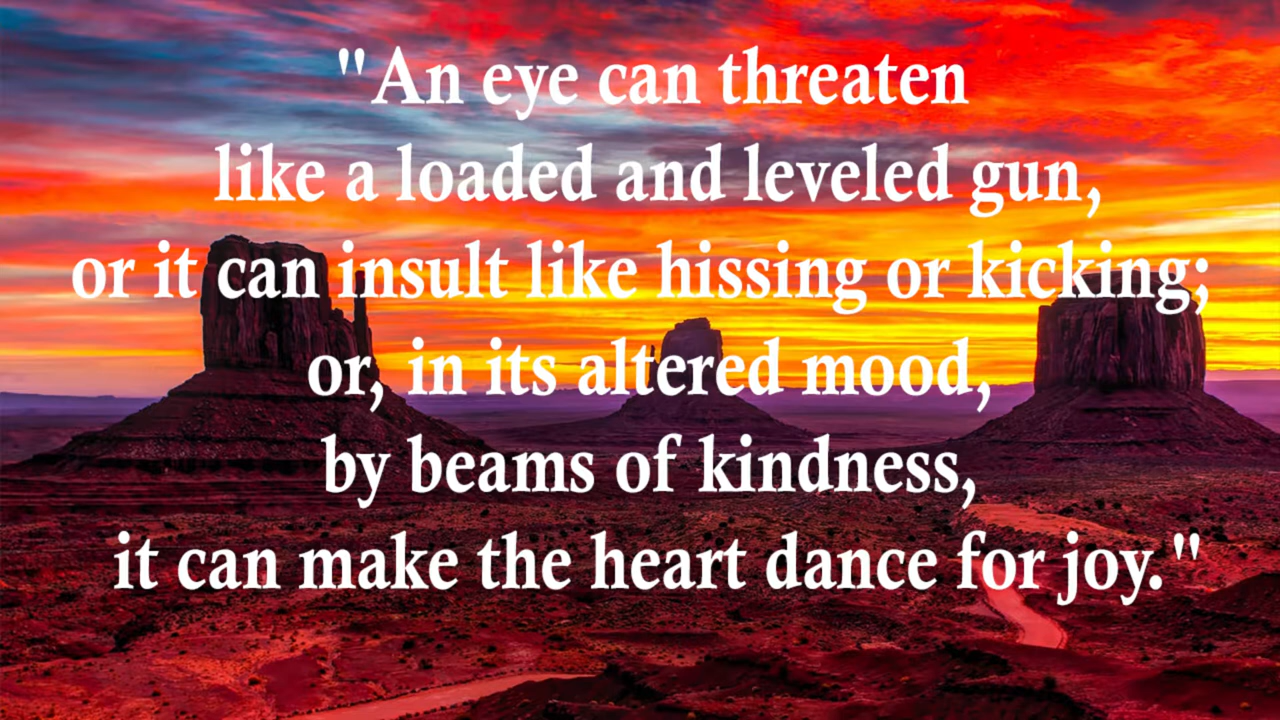 "An eye can threaten
like a loaded and leveled gun,
or it can insult like hissing or kicking;
or, in its altered mood,
by beams of kindness,
it can make the heart dance for joy."